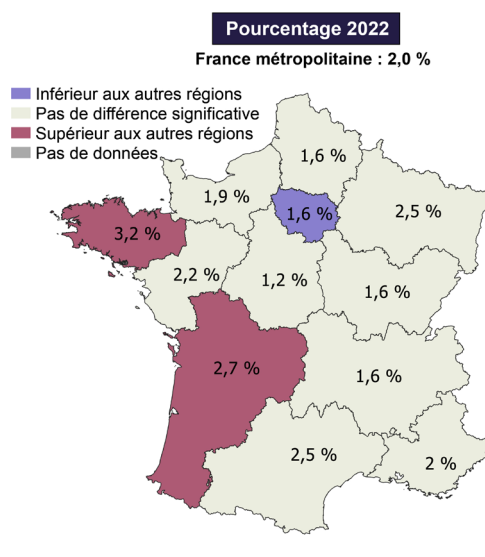 Pourcentage 2022
France métropolitaine : 2,0 %
Inférieur aux autres régions
Pas de différence significative
Supérieur aux autres régions
Pas de données
1,6 %
1,9 %
1,6 %
2,5 %
3,2 %
2,2 %
1,2 %
1,6 %
2,7 %
1,6 %
2,5 %
2 %